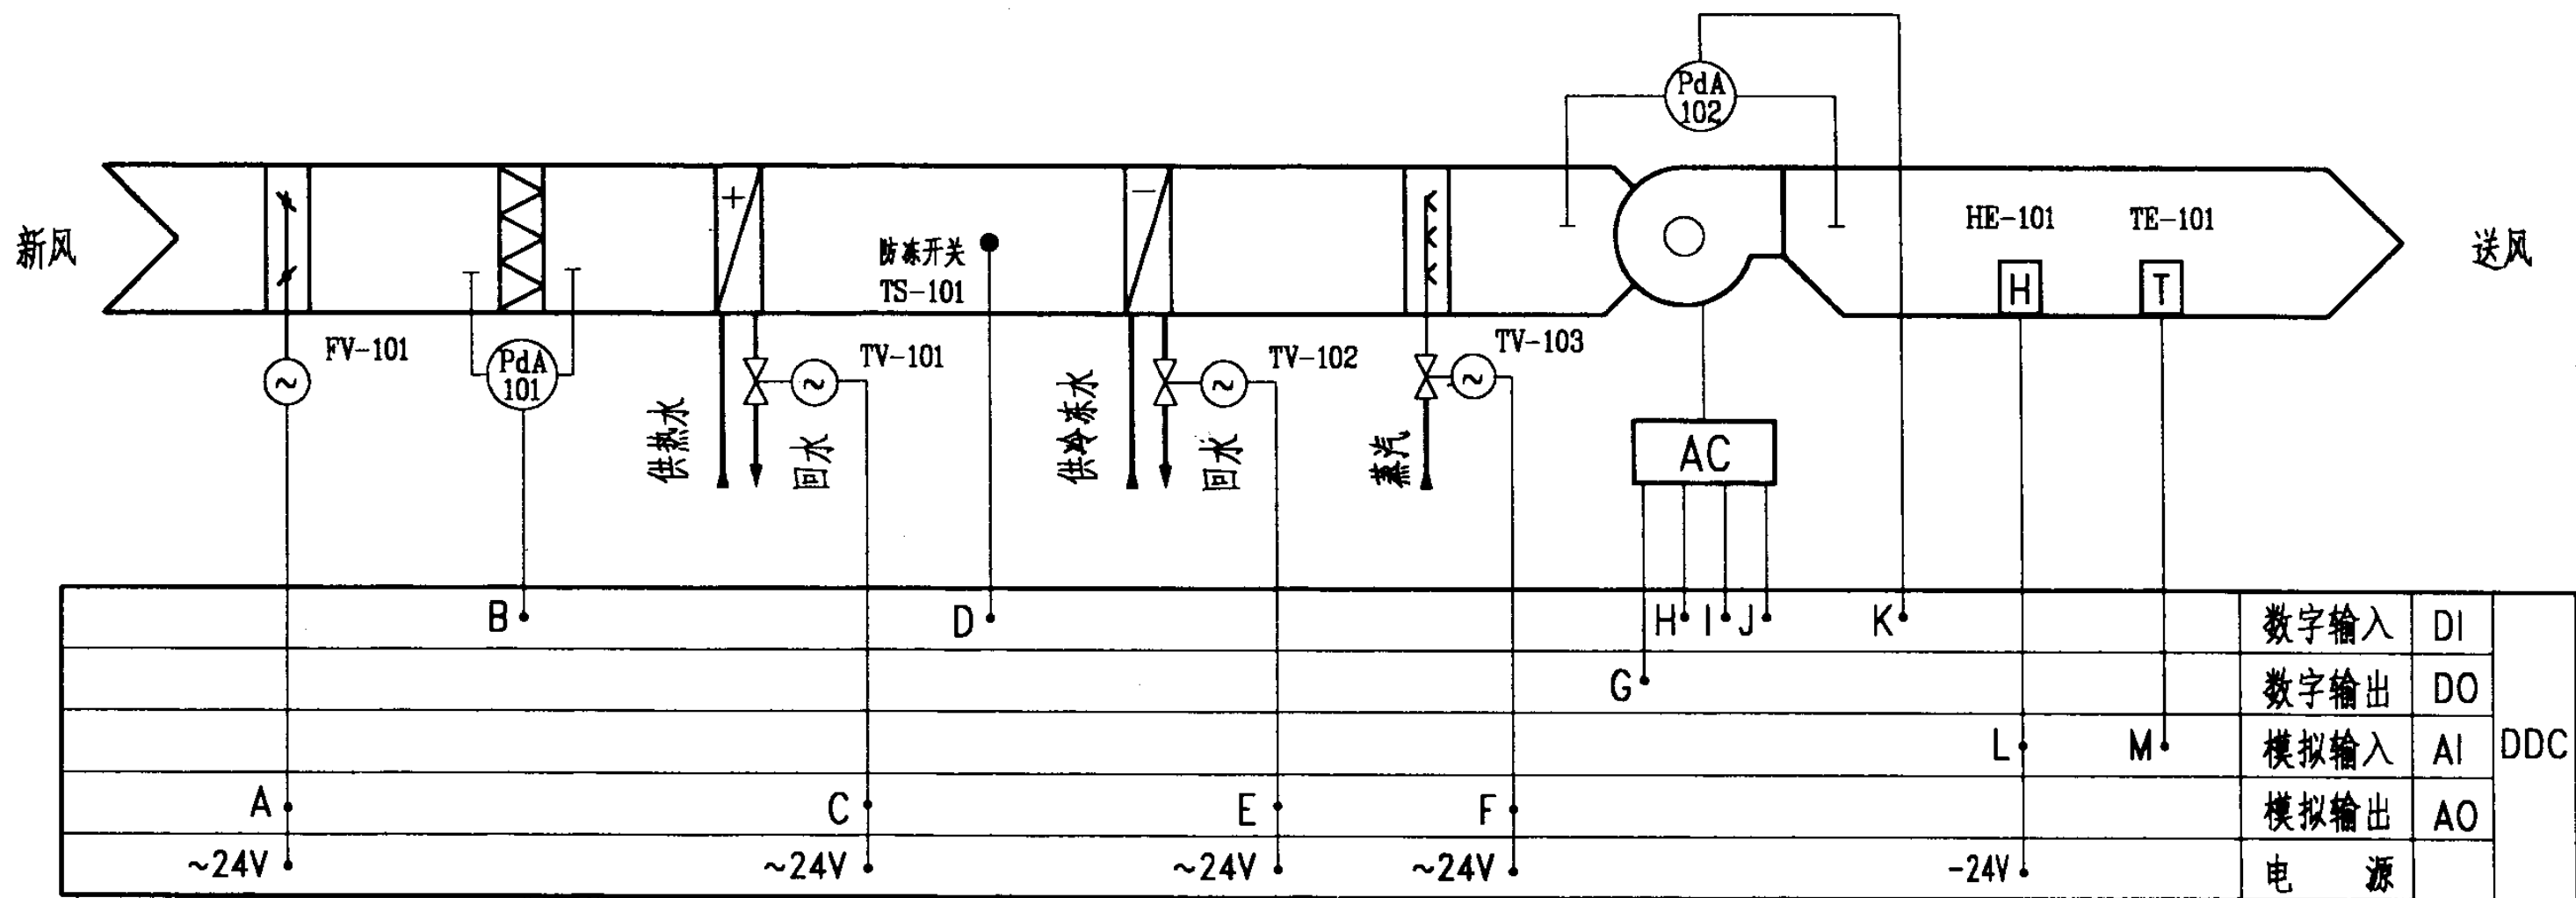 PdA
102
新风
防冻开关
TS-101
HE-101
TE-101
送风
+
−
H
T
FV-101
PdA
101
TV-101
TV-102
TV-103
~
~
~
~
供热水
回水
供冷冻水
回水
蒸汽
AC
B
D
H
I
J
K
数字输入
DI
G
数字输出
DO
L
M
模拟输入
AI
DDC
A
C
E
F
模拟输出
AO
~24V
~24V
~24V
~24V
-24V
电 源